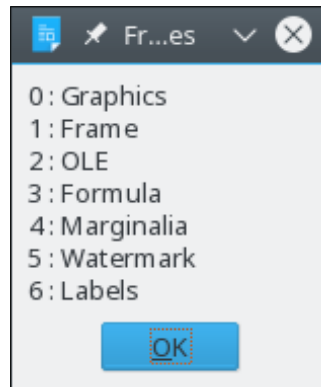 Fr...es
0 : Graphics
1 : Frame
2 : OLE
3 : Formula
4 : Marginalia
5 : Watermark
6 : Labels
OK